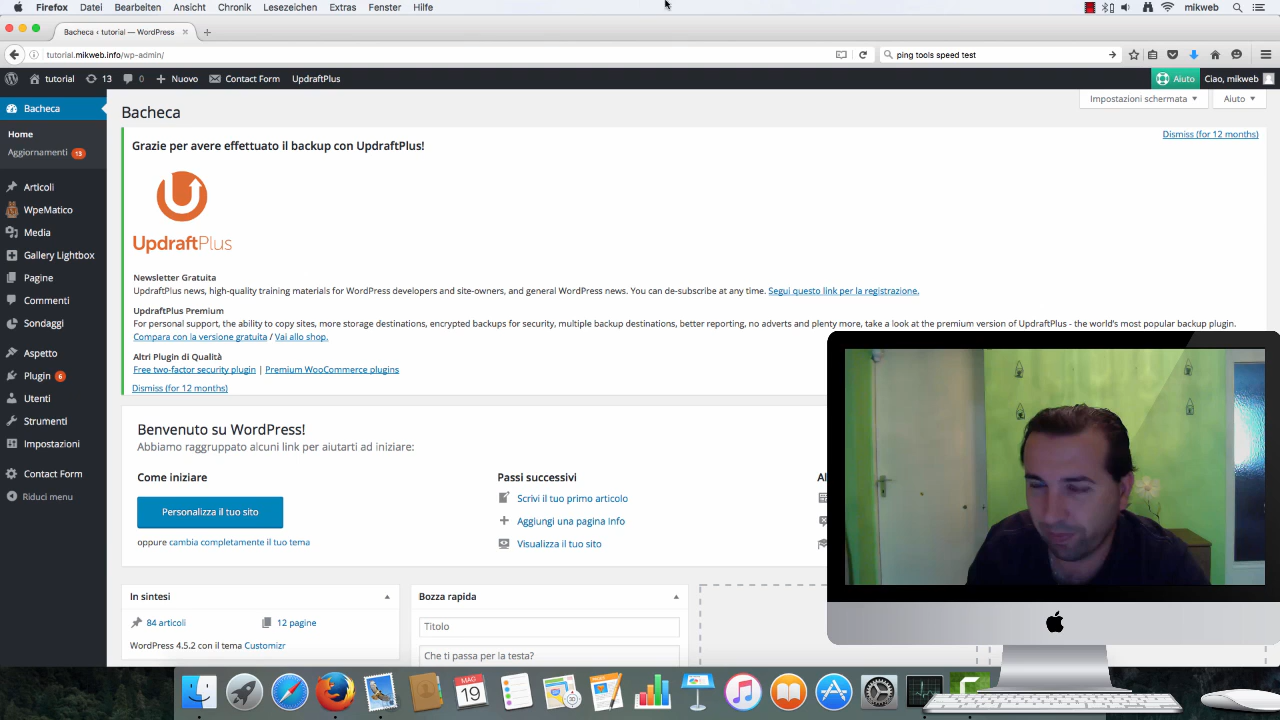 Firefox Datei Bearbeiten Ansicht Chronik Lesezeichen Extras Fenster Hilfe mikweb
Bacheca ‹ tutorial — WordPress
tutorial.mikweb.info/wp-admin/ ping tools speed test
tutorial 13 0 Nuovo Contact Form UpdraftPlus Aiuto Ciao, mikweb
Bacheca Impostazioni schermata Aiuto
Bacheca
Home
Aggiornamenti 13
Articoli
WpeMatico
Media
Gallery Lightbox
Pagine
Commenti
Sondaggi
Aspetto
Plugin 6
Utenti
Strumenti
Impostazioni
Contact Form
Riduci menu
Dismiss (for 12 months)
Grazie per avere effettuato il backup con UpdraftPlus!
UpdraftPlus
Newsletter Gratuita
UpdraftPlus news, high-quality training materials for WordPress developers and site-owners, and general WordPress news. You can de-subscribe at any time. Segui questo link per la registrazione.
UpdraftPlus Premium
For personal support, the ability to copy sites, more storage destinations, encrypted backups for security, multiple backup destinations, better reporting, no adverts and plenty more, take a look at the premium version of UpdraftPlus - the world's most popular backup plugin.
Compara con la versione gratuita / Vai allo shop.
Altri Plugin di Qualità
Free two-factor security plugin | Premium WooCommerce plugins
Dismiss (for 12 months)
Benvenuto su WordPress!
Abbiamo raggruppato alcuni link per aiutarti ad iniziare:
Come iniziare Passi successivi Al
Personalizza il tuo sito
oppure cambia completamente il tuo tema
Scrivi il tuo primo articolo
Aggiungi una pagina Info
Visualizza il tuo sito
In sintesi
84 articoli 12 pagine
WordPress 4.5.2 con il tema Customizr
Bozza rapida
Titolo
Che ti passa per la testa?
MAG
19